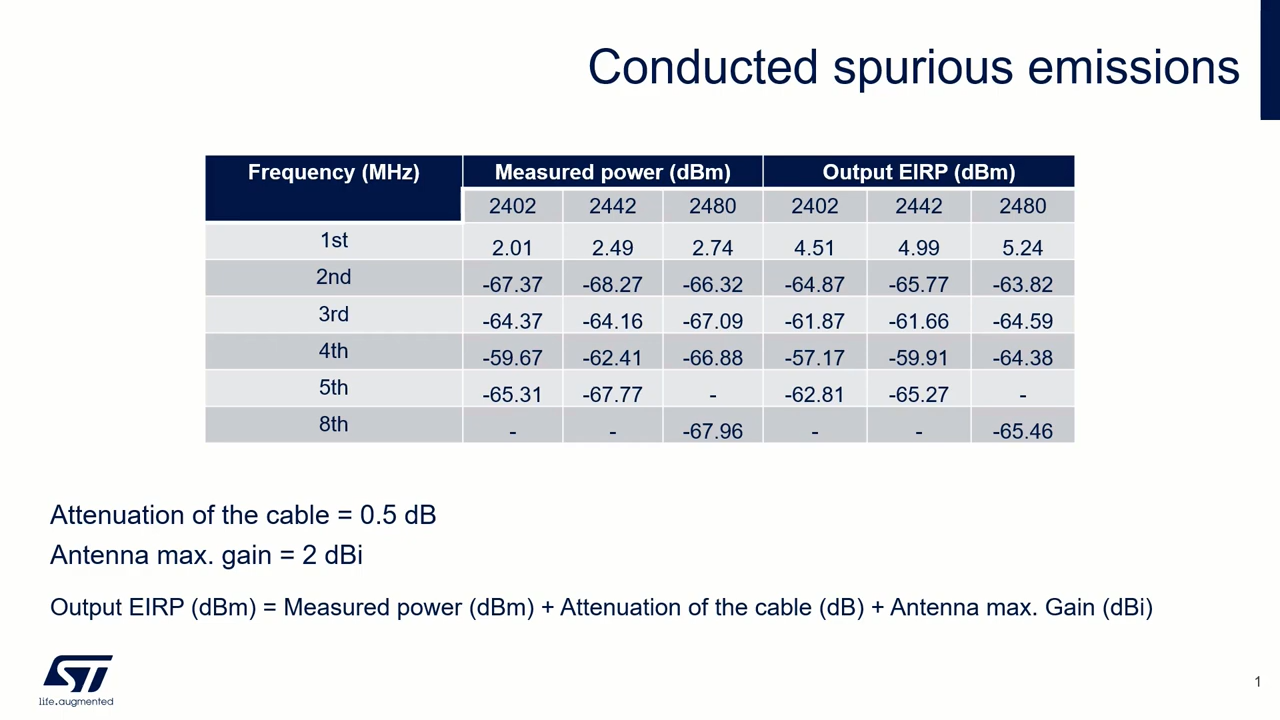 Conducted spurious emissions
Frequency (MHz) Measured power (dBm) Output EIRP (dBm)
2402 2442 2480 2402 2442 2480
1st 2.01 2.49 2.74 4.51 4.99 5.24
2nd -67.37 -68.27 -66.32 -64.87 -65.77 -63.82
3rd -64.37 -64.16 -67.09 -61.87 -61.66 -64.59
4th -59.67 -62.41 -66.88 -57.17 -59.91 -64.38
5th -65.31 -67.77 - -62.81 -65.27 -
8th - - -67.96 - - -65.46
Attenuation of the cable = 0.5 dB
Antenna max. gain = 2 dBi
Output EIRP (dBm) = Measured power (dBm) + Attenuation of the cable (dB) + Antenna max. Gain (dBi)
ST
life.augmented
1